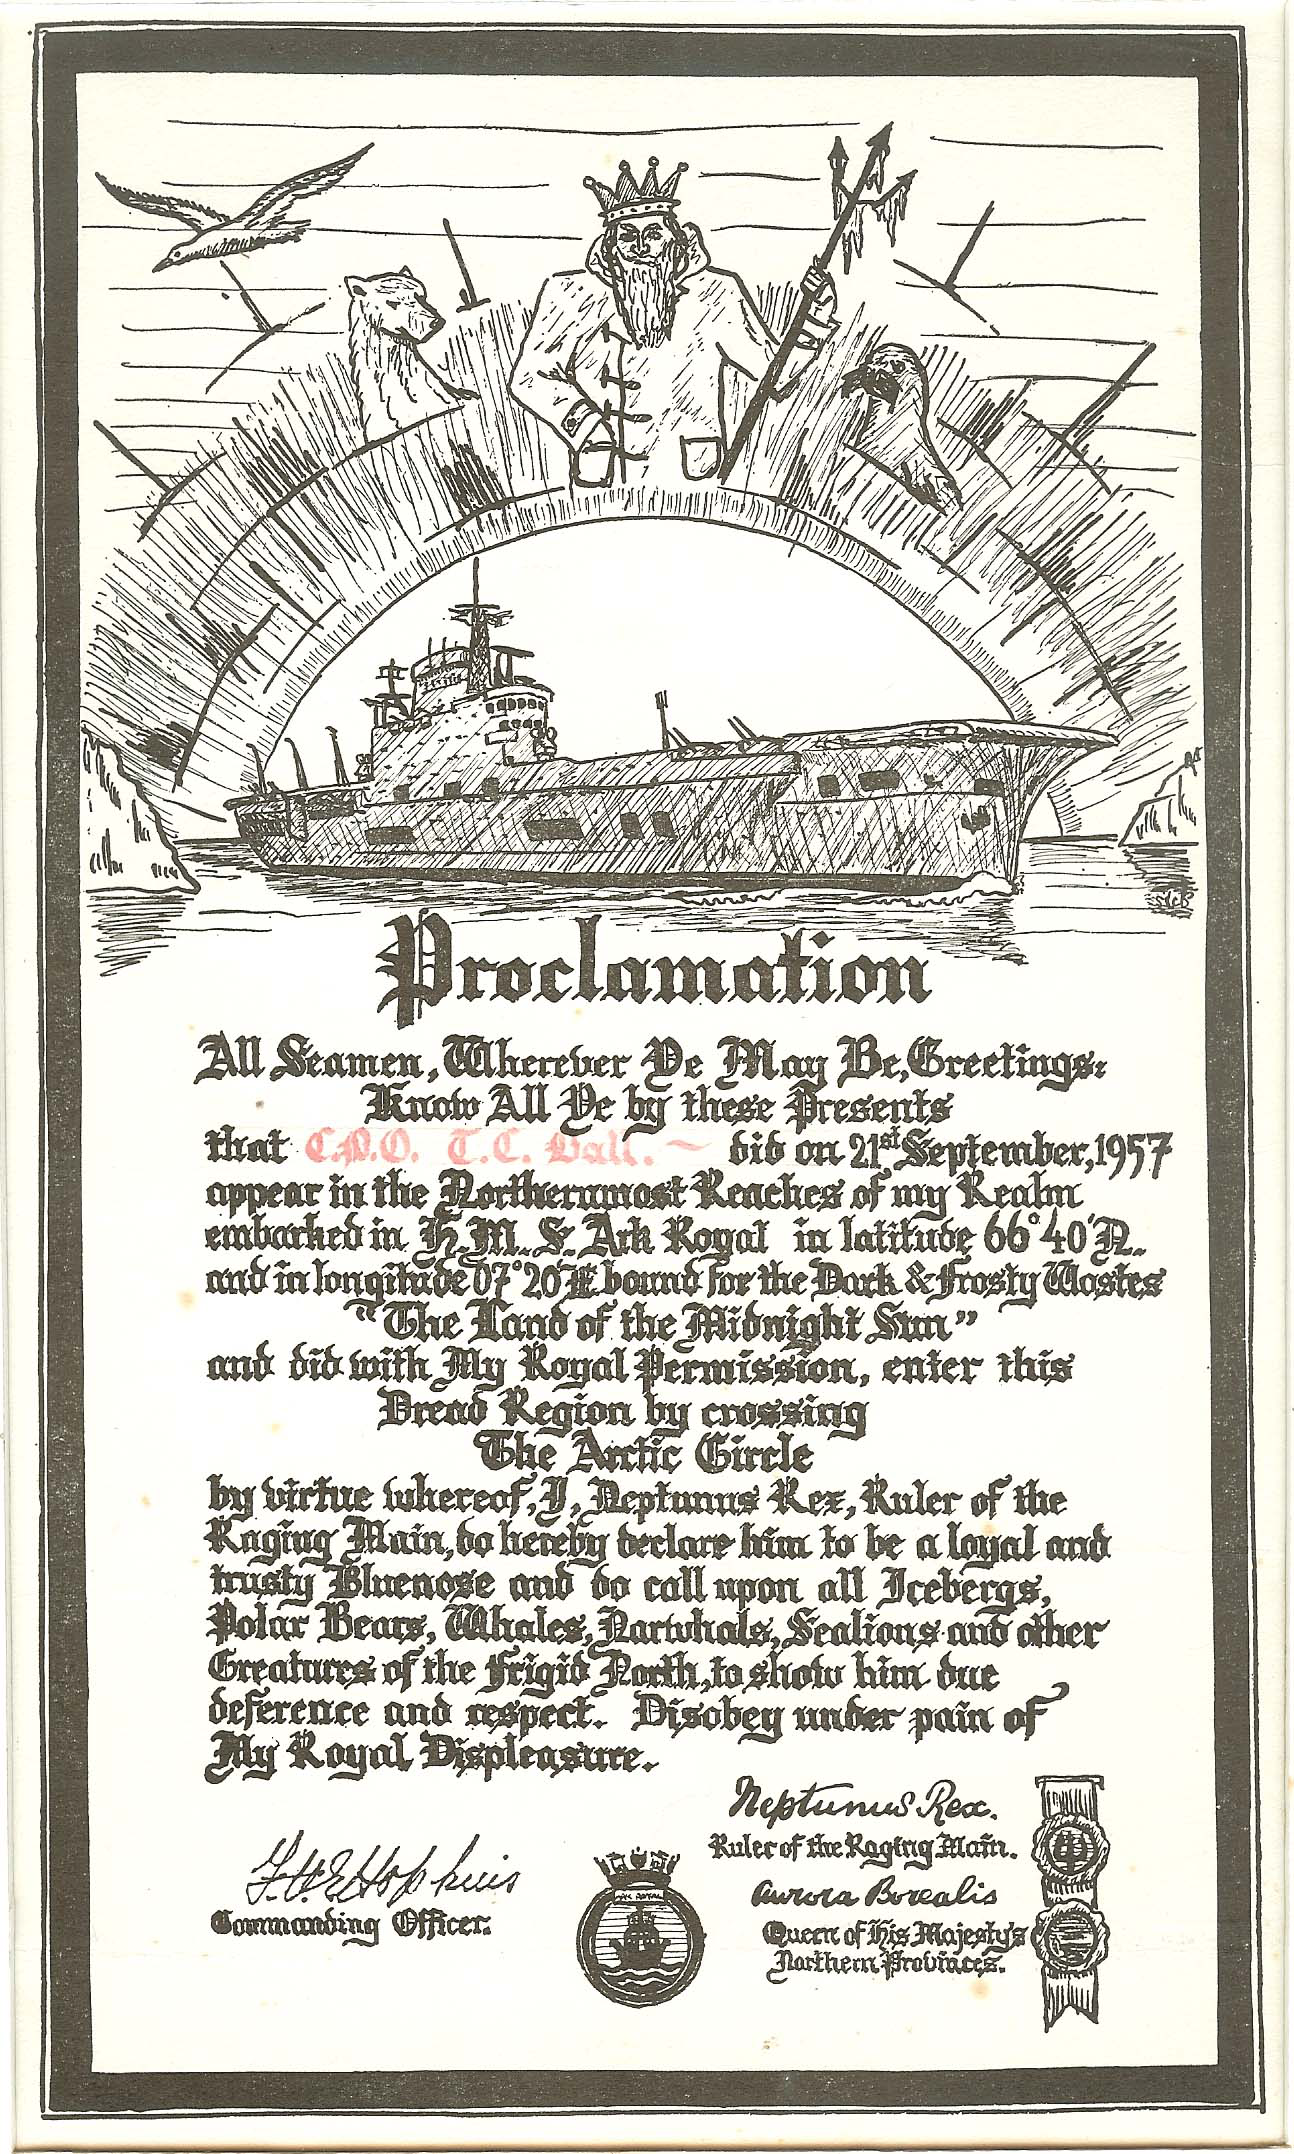 Proclamation
All Seamen, Wherever Ye May Be, Greetings:
Know All Ye by these Presents
that C.P.O. T.C. Ball. ~ did on 21st September, 1957
appear in the Northernmost Reaches of my Realm
embarked in H.M.S. Ark Royal in latitude 66°40'N.
and in longitude 07°20'E bound for the Dark & Frosty Wastes
"The Land of the Midnight Sun"
and did with My Royal Permission, enter this
Dread Region by crossing
The Arctic Circle
by virtue whereof, I, Neptunus Rex, Ruler of the
Raging Main, do hereby declare him to be a loyal and
trusty Bluenose and do call upon all Icebergs,
Polar Bears, Whales, Narwhals, Sealions and other
Creatures of the Frigid North, to show him due
deference and respect. Disobey under pain of
My Royal Displeasure.
Neptunus Rex.
Ruler of the Raging Main.
F.H.E. Hopkins
Commanding Officer.
ARK ROYAL
Aurora Borealis
Queen of His Majesty's
Northern Provinces.